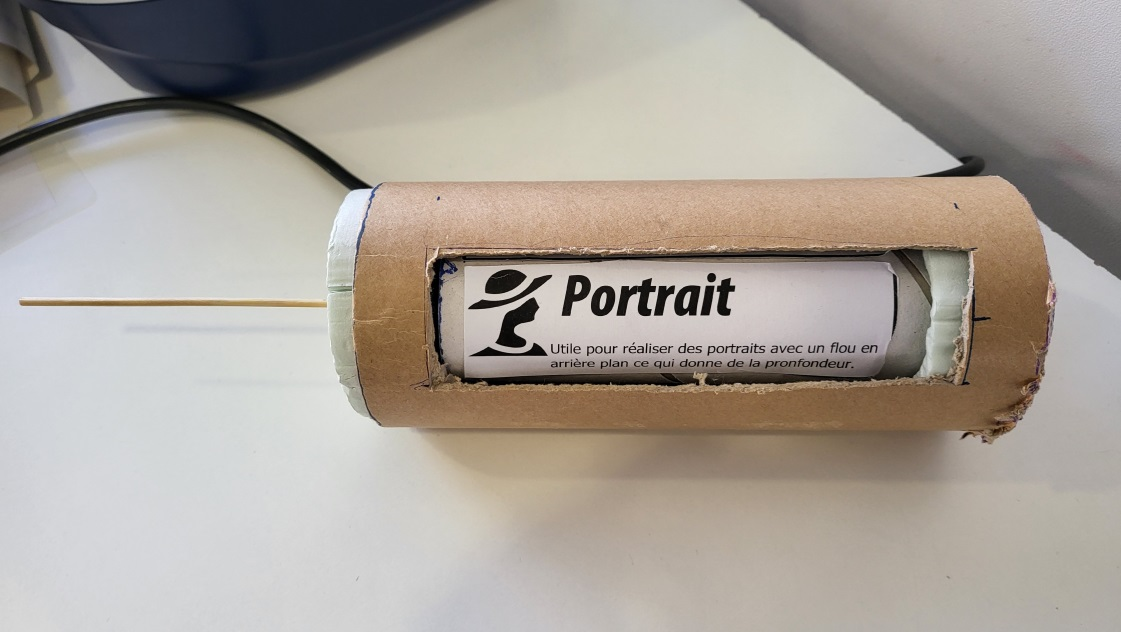 Portrait
Utile pour réaliser des portraits avec un flou en
arrière plan ce qui donne de la pronfondeur.